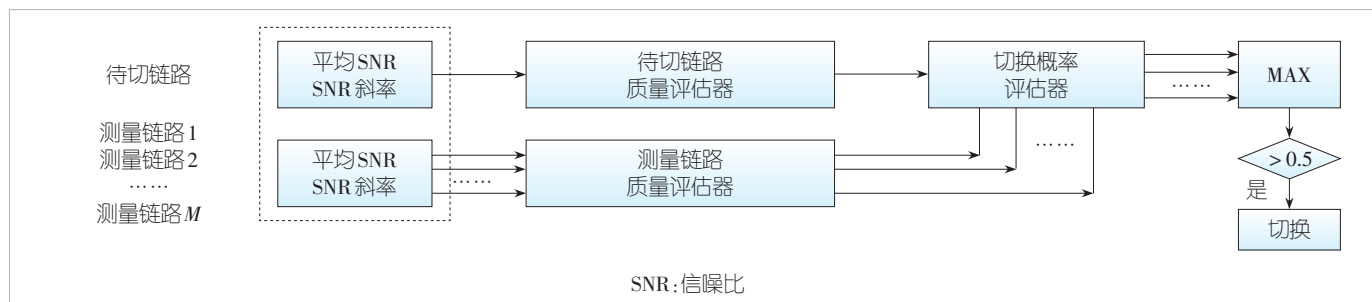 待切链路
平均SNR
SNR斜率
待切链路
质量评估器
切换概率
评估器
……
MAX
测量链路1
测量链路2
……
测量链路M
平均SNR
SNR斜率
……
测量链路
质量评估器
……
>0.5
是
切换
SNR:信噪比